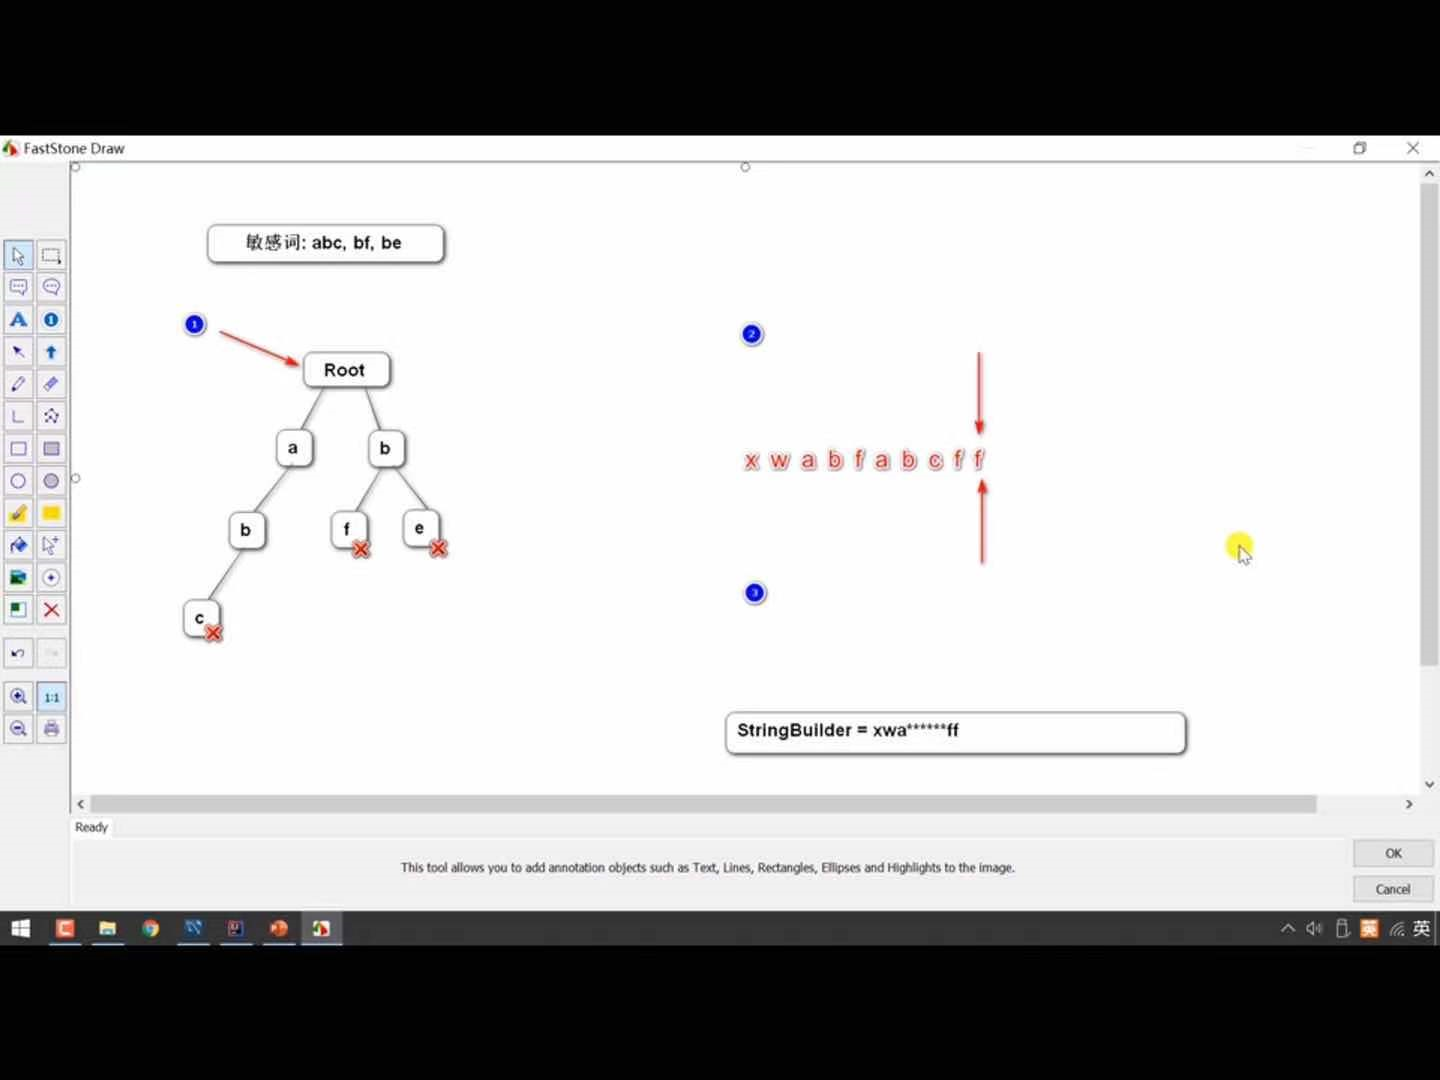 FastStone Draw
敏感词: abc, bf, be
1
2
Root
a
b
x w a b f a b c f f
b
f
e
3
c
1:1
StringBuilder = xwa******ff
Ready
This tool allows you to add annotation objects such as Text, Lines, Rectangles, Ellipses and Highlights to the image.
OK
Cancel
英
英